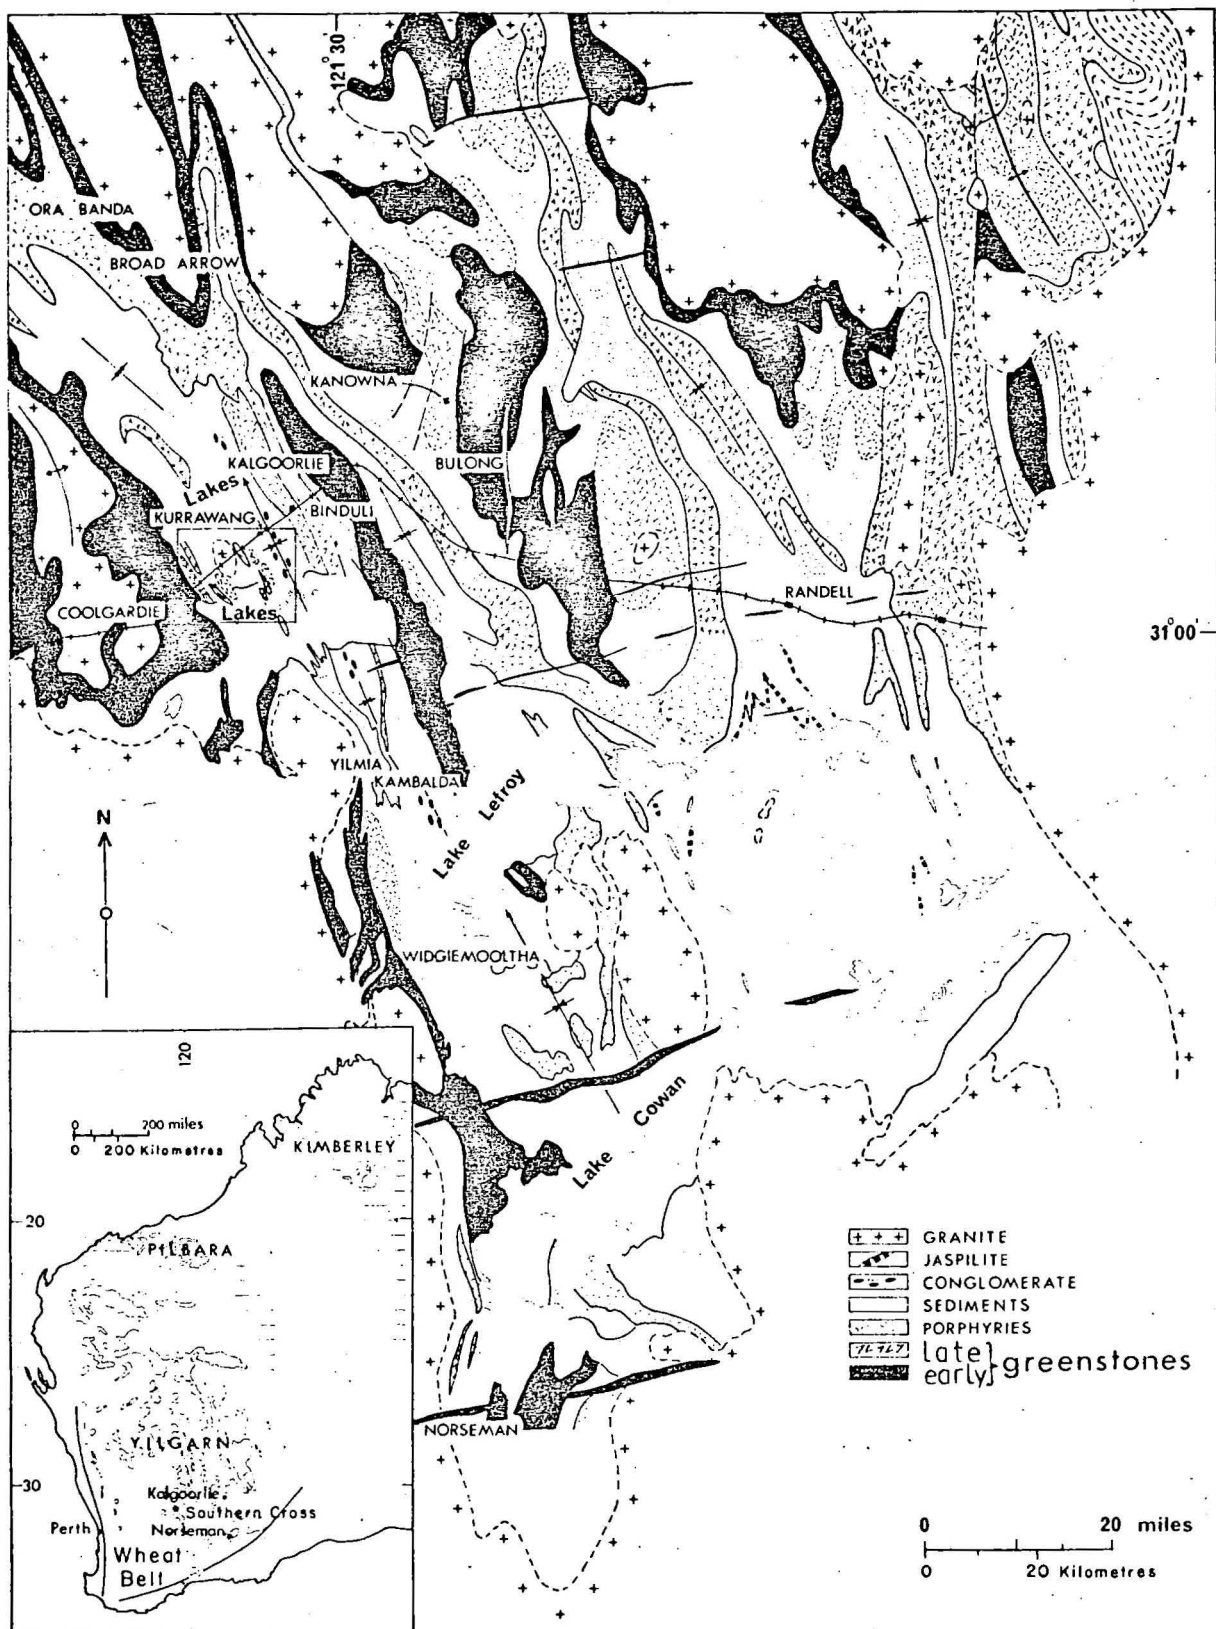 121° 30'
ORA BANDA
BROAD ARROW
KANOWNA
KALGOORLIE
BULONG
Lakes
KURRAWANG
BINDULI
COOLGARDIE
Lakes
RANDELL
31° 00'
YILMIA
KAMBALDA
Lake Lefroy
N
WIDGIEMOOLTHA
Lake Cowan
NORSEMAN
120
0 200 miles
0 200 Kilometres
KIMBERLEY
20
PILBARA
YILGARN
30
Kalgoorlie
Southern Cross
Perth
Norseman
Wheat
Belt
GRANITE
JASPILITE
CONGLOMERATE
SEDIMENTS
PORPHYRIES
late
early } greenstones
0 20 miles
0 20 Kilometres